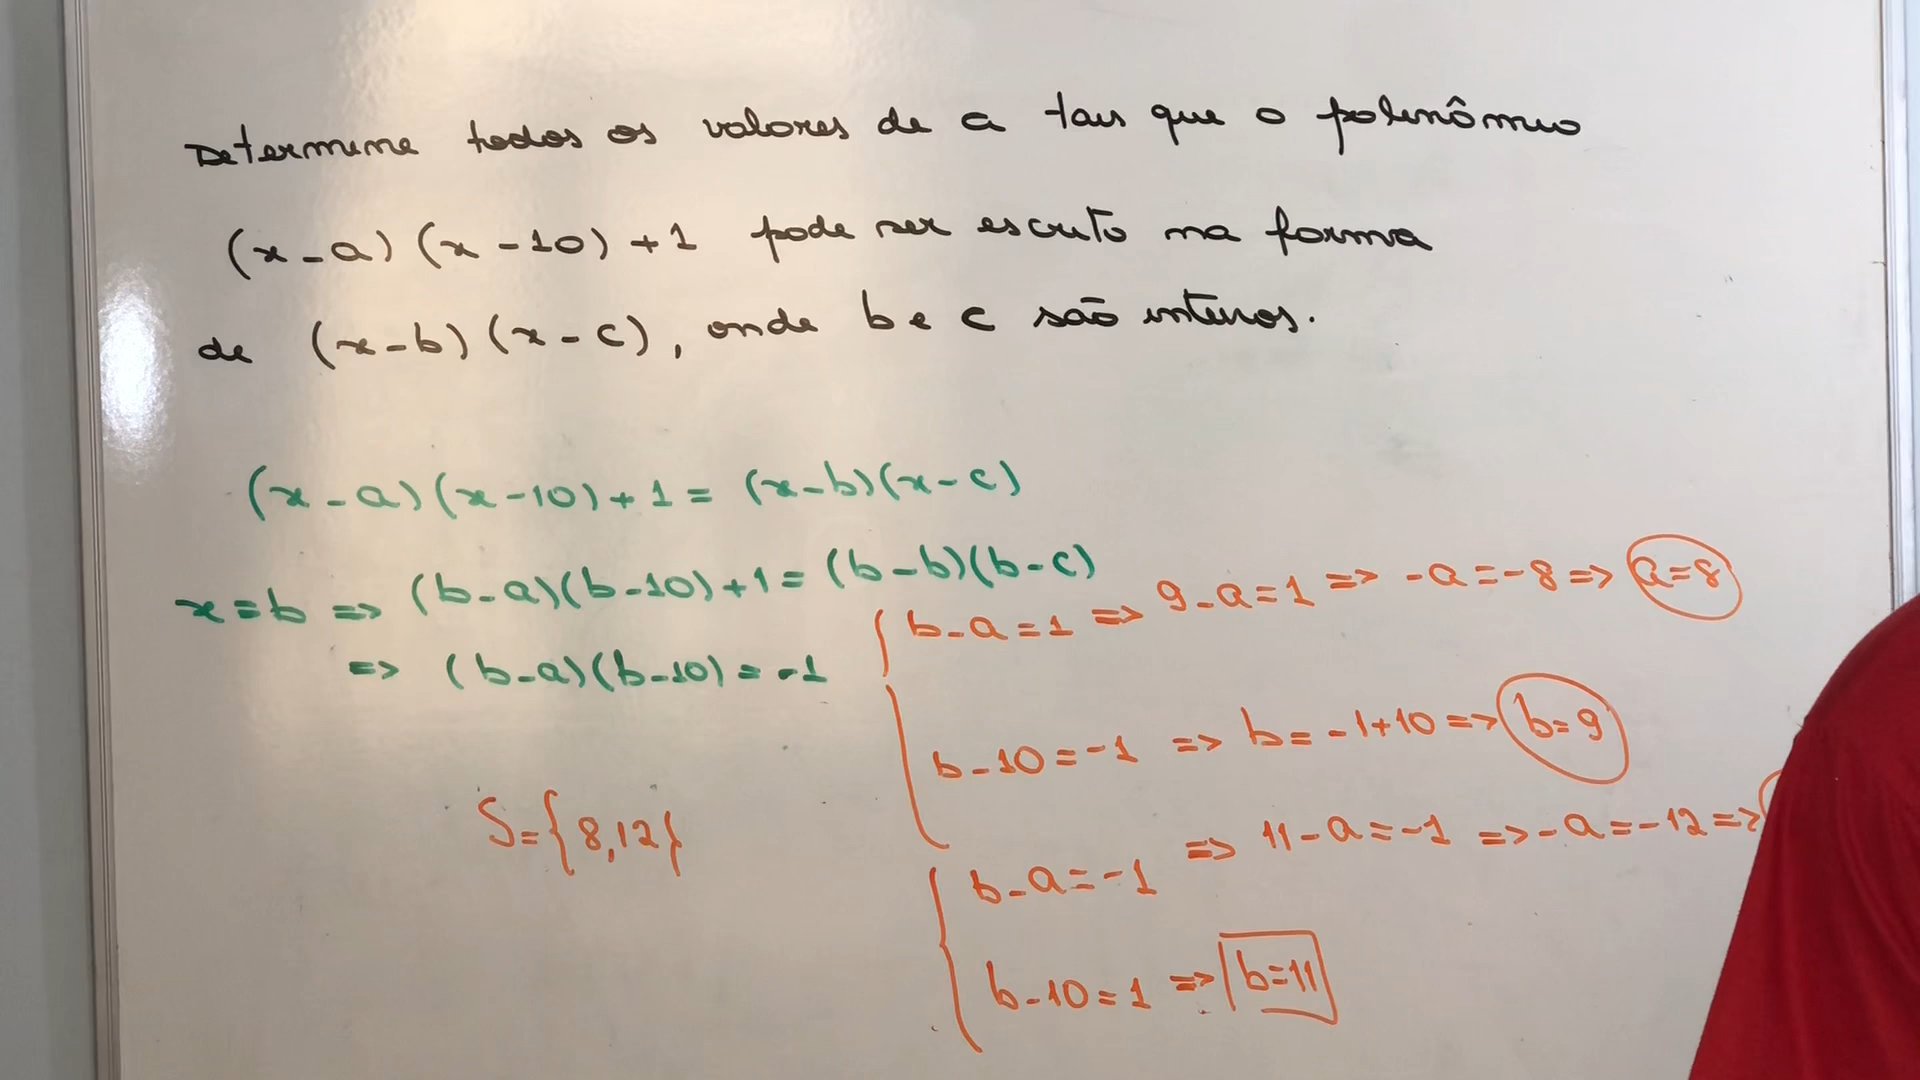 Determine todos os valores de a tais que o polinômio
(x-a)(x-10)+1 pode ser escrito na forma
de (x-b)(x-c), onde b e c são inteiros.
(x-a)(x-10)+1 = (x-b)(x-c)
x=b => (b-a)(b-10)+1 = (b-b)(b-c)
=> (b-a)(b-10) = -1
b-a=1 => 9-a=1 => -a=-8 => a=8
b-10=-1 => b=-1+10 => b=9
S={8,12}
b-a=-1 => 11-a=-1 => -a=-12 =>
b-10=1 => b=11